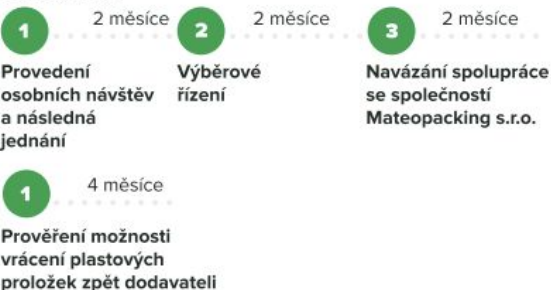 1 2 měsíce 2 2 měsíce 3 2 měsíce
Provedení
osobních návštěv
a následná
jednání
Výběrové
řízení
Navázání spolupráce
se společností
Mateopacking s.r.o.
1 4 měsíce
Prověření možnosti
vrácení plastových
proložek zpět dodavateli